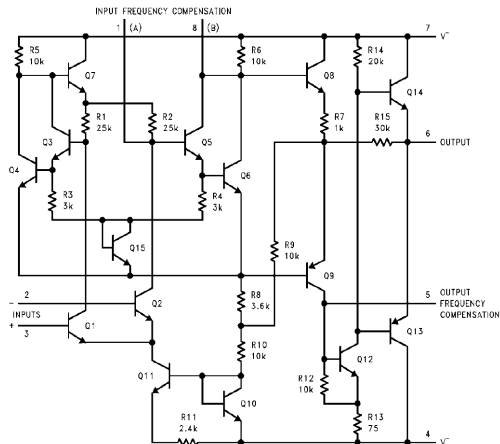 INPUT FREQUENCY COMPENSATION
1 (A) 8 (B)
7 V-
R5
10k
Q7
R6
10k
Q8
R14
20k
Q14
R1
25k
R2
25k
R7
1k
R15
30k
6 OUTPUT
Q3
Q5
Q4
Q6
R3
3k
R4
3k
Q15
R9
10k
Q9
- 2
Q2
R8
3.6k
5 OUTPUT
FREQUENCY
COMPENSATION
INPUTS
+ 3
Q1
R10
10k
Q13
Q12
Q11
R12
10k
Q10
R11
2.4k
R13
75
4 V-